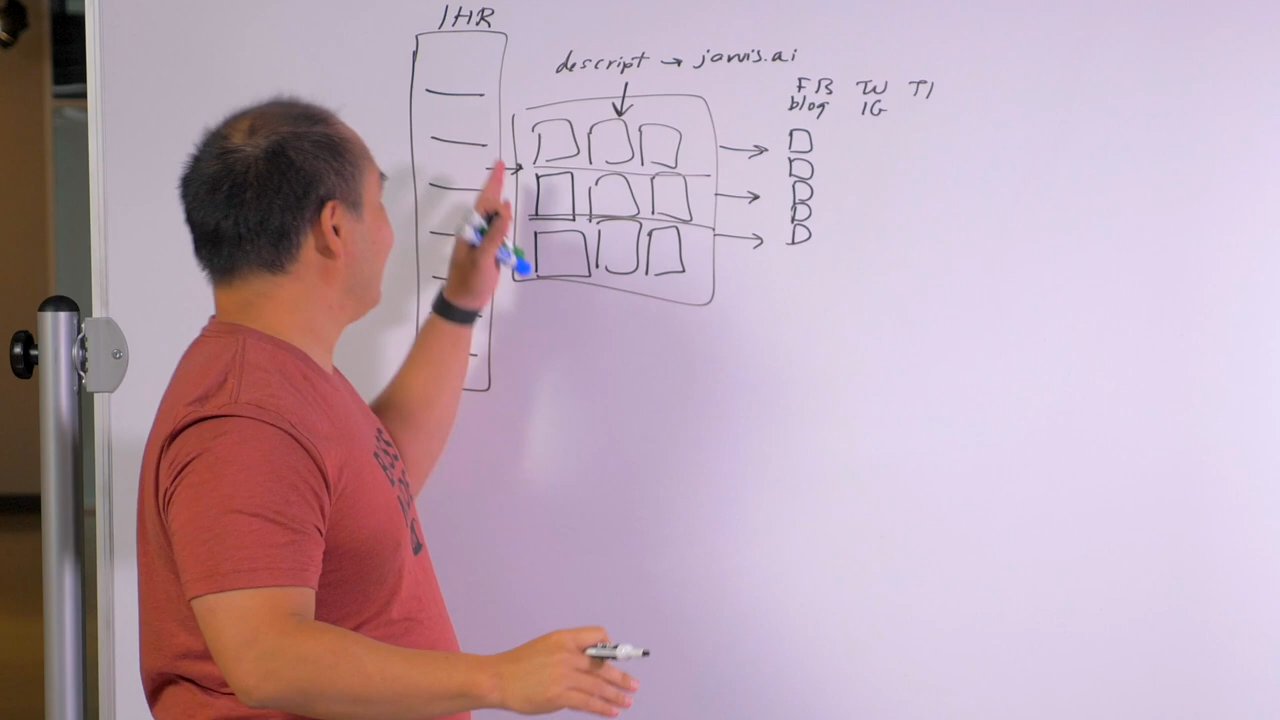 1HR
descript → jarvis.ai
FB TW TI
blog IG